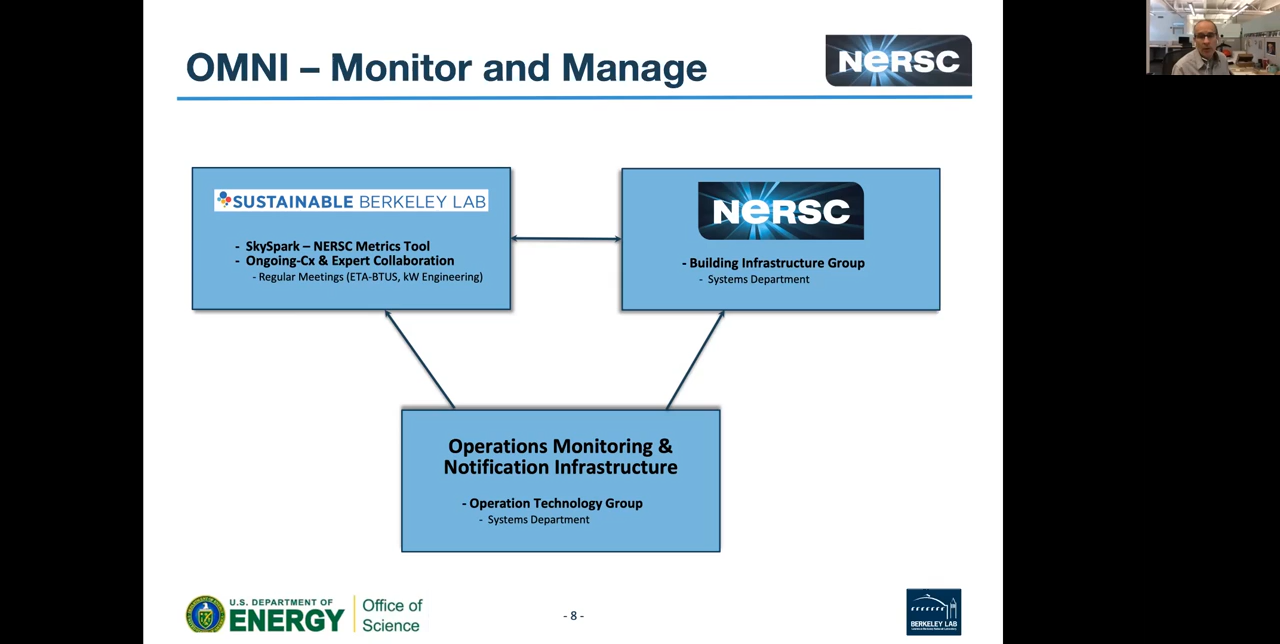 OMNI – Monitor and Manage
NERSC
SUSTAINABLE BERKELEY LAB
- SkySpark – NERSC Metrics Tool
- Ongoing-Cx & Expert Collaboration
- Regular Meetings (ETA-BTUS, kW Engineering)
NERSC
- Building Infrastructure Group
- Systems Department
Operations Monitoring &
Notification Infrastructure
- Operation Technology Group
- Systems Department
U.S. DEPARTMENT OF
ENERGY
Office of
Science
- 8 -
BERKELEY LAB